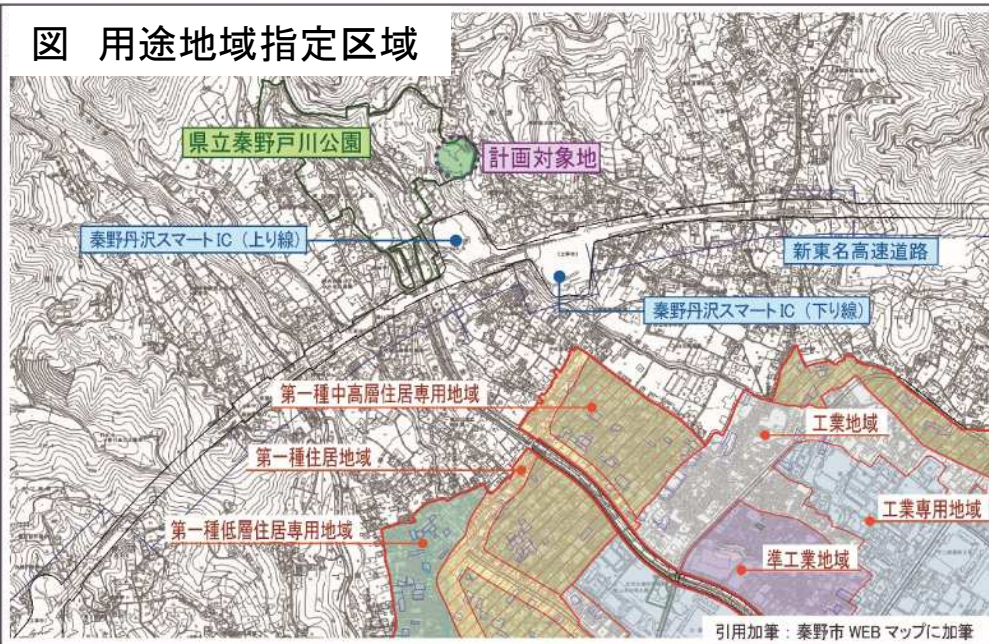 図 用途地域指定区域
県立秦野戸川公園
計画対象地
秦野丹沢スマートIC（上り線）
新東名高速道路
秦野丹沢スマートIC（下り線）
第一種中高層住居専用地域
工業地域
第一種住居地域
工業専用地域
第一種低層住居専用地域
準工業地域
引用加筆：秦野市 WEB マップに加筆